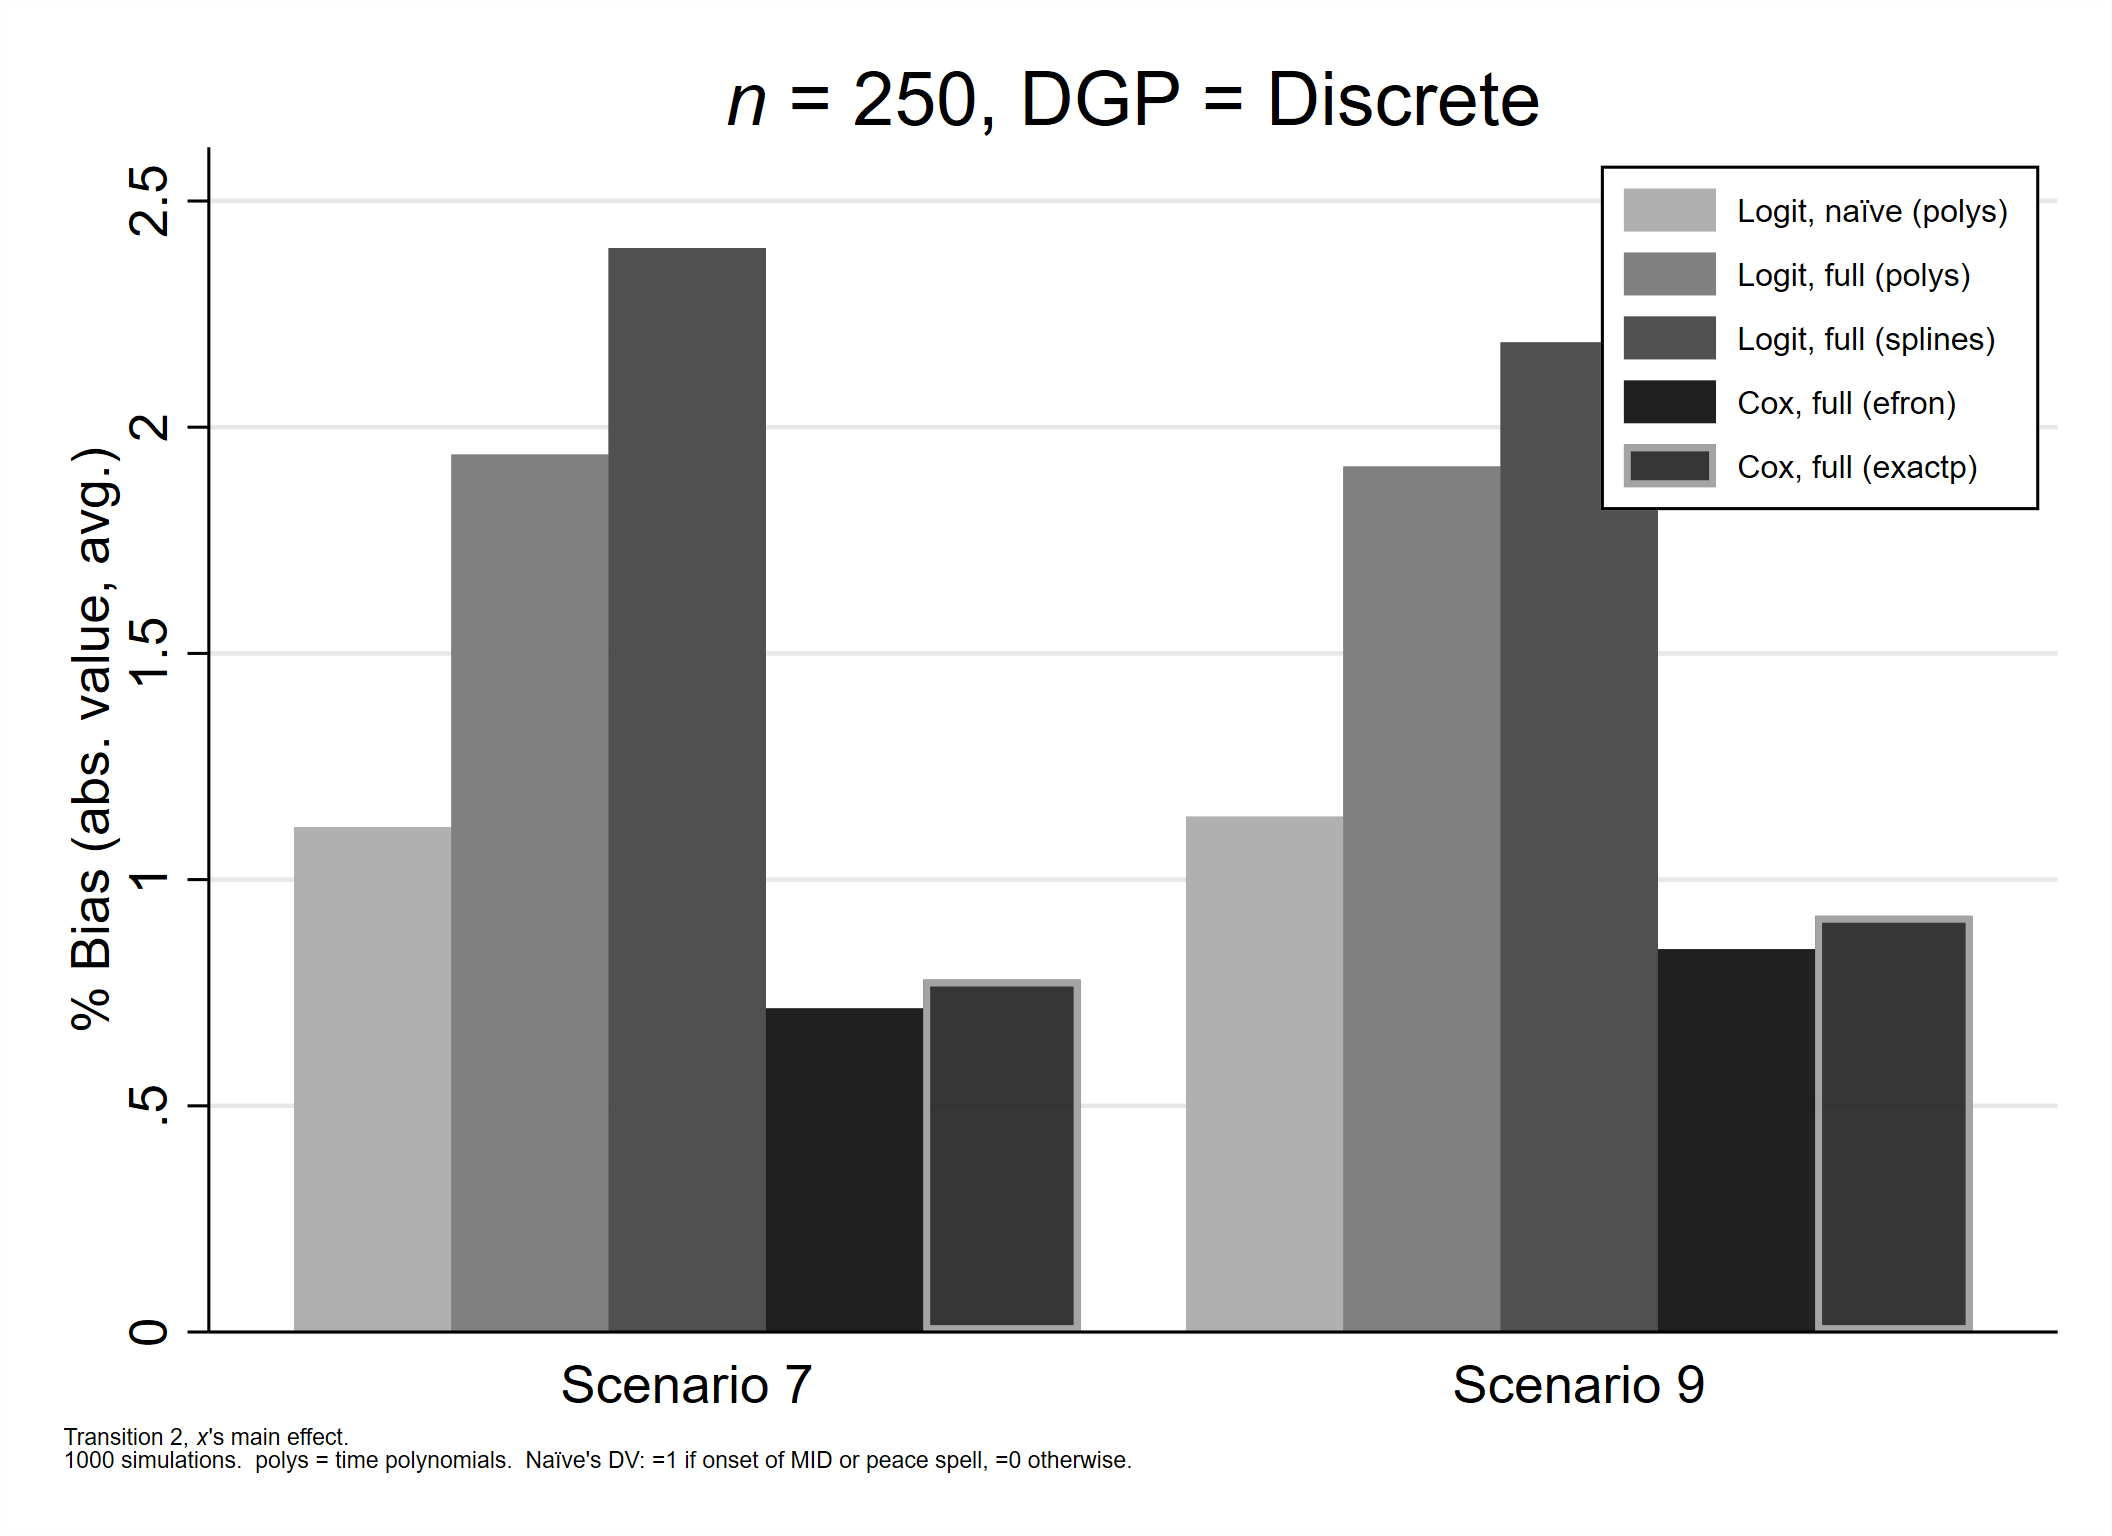 n = 250, DGP = Discrete
% Bias (abs. value, avg.)
2.5
2
1.5
1
.5
0
Logit, naïve (polys)
Logit, full (polys)
Logit, full (splines)
Cox, full (efron)
Cox, full (exactp)
Scenario 7
Scenario 9
Transition 2, x's main effect.
1000 simulations.  polys = time polynomials.  Naïve's DV: =1 if onset of MID or peace spell, =0 otherwise.